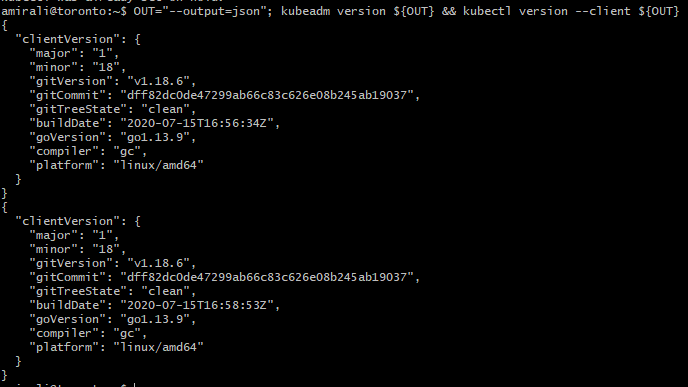 amirali@toronto:~$ OUT="--output=json"; kubeadm version ${OUT} && kubectl version --client ${OUT}
{
  "clientVersion": {
    "major": "1",
    "minor": "18",
    "gitVersion": "v1.18.6",
    "gitCommit": "dff82dc0de47299ab66c83c626e08b245ab19037",
    "gitTreeState": "clean",
    "buildDate": "2020-07-15T16:56:34Z",
    "goVersion": "go1.13.9",
    "compiler": "gc",
    "platform": "linux/amd64"
  }
}
{
  "clientVersion": {
    "major": "1",
    "minor": "18",
    "gitVersion": "v1.18.6",
    "gitCommit": "dff82dc0de47299ab66c83c626e08b245ab19037",
    "gitTreeState": "clean",
    "buildDate": "2020-07-15T16:58:53Z",
    "goVersion": "go1.13.9",
    "compiler": "gc",
    "platform": "linux/amd64"
  }
}